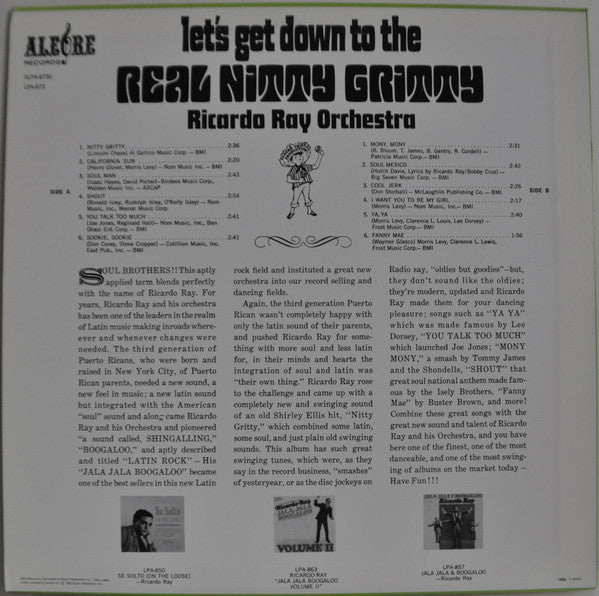 ALEGRE
RECORDS
SLPA-8730
LPA-873
let's get down to the
REAL NITTY GRITTY
Ricardo Ray Orchestra
SIDE A
1. NITTY GRITTY 2:36
(Lincoln Chase) Al Gallico Music Corp. — BMI
2. CALIFORNIA SUN 2:20
(Henry Glover, Morris Levy) — Nom Music Inc. — BMI
3. SOUL MAN 2:54
(Isaac Hayes, David Porter)—Birdees Music Corp.,
Walden Music Inc. — ASCAP
4. SHOUT 2:54
(Ronald Isley, Rudolph Isley, O'Kelly Isley) — Nom
Music, Inc., Wemar Music Corp.
5. YOU TALK TOO MUCH 2:41
(Joe Jones, Reginald Hall)— Nom Music, Inc., Ben
Ghazi Ent. Corp. — BMI
6. SOOKIE, SOOKIE 2:41
(Don Covay, Steve Cropper) — Cotillion Music, Inc.
East Pub., Inc. — BMI
SIDE B
1. MONY, MONY 2:31
(B. Bloom, T. James, B. Gentry, R. Cordell) —
Patricia Music Corp.— BMI
2. SOUL MEXICO 2:42
(Hutch Davie, Lyrics by Ricardo Ray/Bobby Cruz) —
Big Seven Music Corp. — BMI
3. COOL JERK 2:26
(Don Storball) — McLaughlin Publishing Co. — BMI
4. I WANT YOU TO BE MY GIRL 2:17
(Morris Levy) — Nom Music, Inc.— BMI
5. YA, YA 2:40
(Morris Levy, Clarence L. Louis, Lee Dorsey) —
Frost Music Corp.— BMI
6. FANNY MAE 1:56
(Waymon Glasco) Morris Levy, Clarence L. Lewis,
Frost Music Corp. — BMI
SOUL BROTHERS!! This aptly
applied term blends perfectly
with the name of Ricardo Ray. For
years, Ricardo Ray and his orchestra
has been one of the leaders in the realm
of Latin music making inroads where-
ever and whenever changes were
needed. The third generation of
Puerto Ricans, who were born and
raised in New York City, of Puerto
Rican parents, needed a new sound, a
new feel in music; a new latin sound
but integrated with the American
"soul" sound and along came Ricardo
Ray and his Orchestra and pioneered
"a sound called, SHINGALLING,"
"BOOGALOO," and aptly described
and titled "LATIN ROCK" — His
"JALA JALA BOOGALOO" became
one of the best sellers in this new Latin
rock field and instituted a great new
orchestra into our record selling and
dancing fields.
Again, the third generation Puerto
Rican wasn't completely happy with
only the latin sound of their parents,
and pushed Ricardo Ray for some-
thing with more soul and less latin
for, in their minds and hearts the
integration of soul and latin was
"their own thing." Ricardo Ray rose
to the challenge and came up with a
completely new and swinging sound
of an old Shirley Ellis hit, "Nitty
Gritty," which combined some latin,
some soul, and just plain old swinging
sounds. This album has such great
swinging tunes, which were, as they
say in the record business, "smashes"
of yesteryear, or as the disc jockeys on
Radio say, "oldies but goodies"—but,
they don't sound like the oldies;
they're modern, updated and Ricardo
Ray made them for your dancing
pleasure; songs such as "YA YA"
which was made famous by Lee
Dorsey, "YOU TALK TOO MUCH"
which launched Joe Jones; "MONY
MONY," a smash by Tommy James
and the Shondells, "SHOUT" that
great soul national anthem made fam-
ous by the Isely Brothers, "Fanny
Mae" by Buster Brown, and more!
Combine these great songs with the
great new sound and talent of Ricardo
Ray and his Orchestra, and you have
here one of the finest, one of the most
danceable, and one of the most swing-
ing of albums on the market today —
Have Fun!!!
Se Solto
LPA-850
SE SOLTO (ON THE LOOSE)
—Ricardo Ray
Ricardo Ray
JALA JALA
BOOGALOO
VOLUME II
LPA-863
RICARDO RAY
"JALA JALA BOOGALOO
VOLUME II"
JALA JALA Y BOOGALOO
LPA-857
JALA JALA & BOOGALOO
—Ricardo Ray